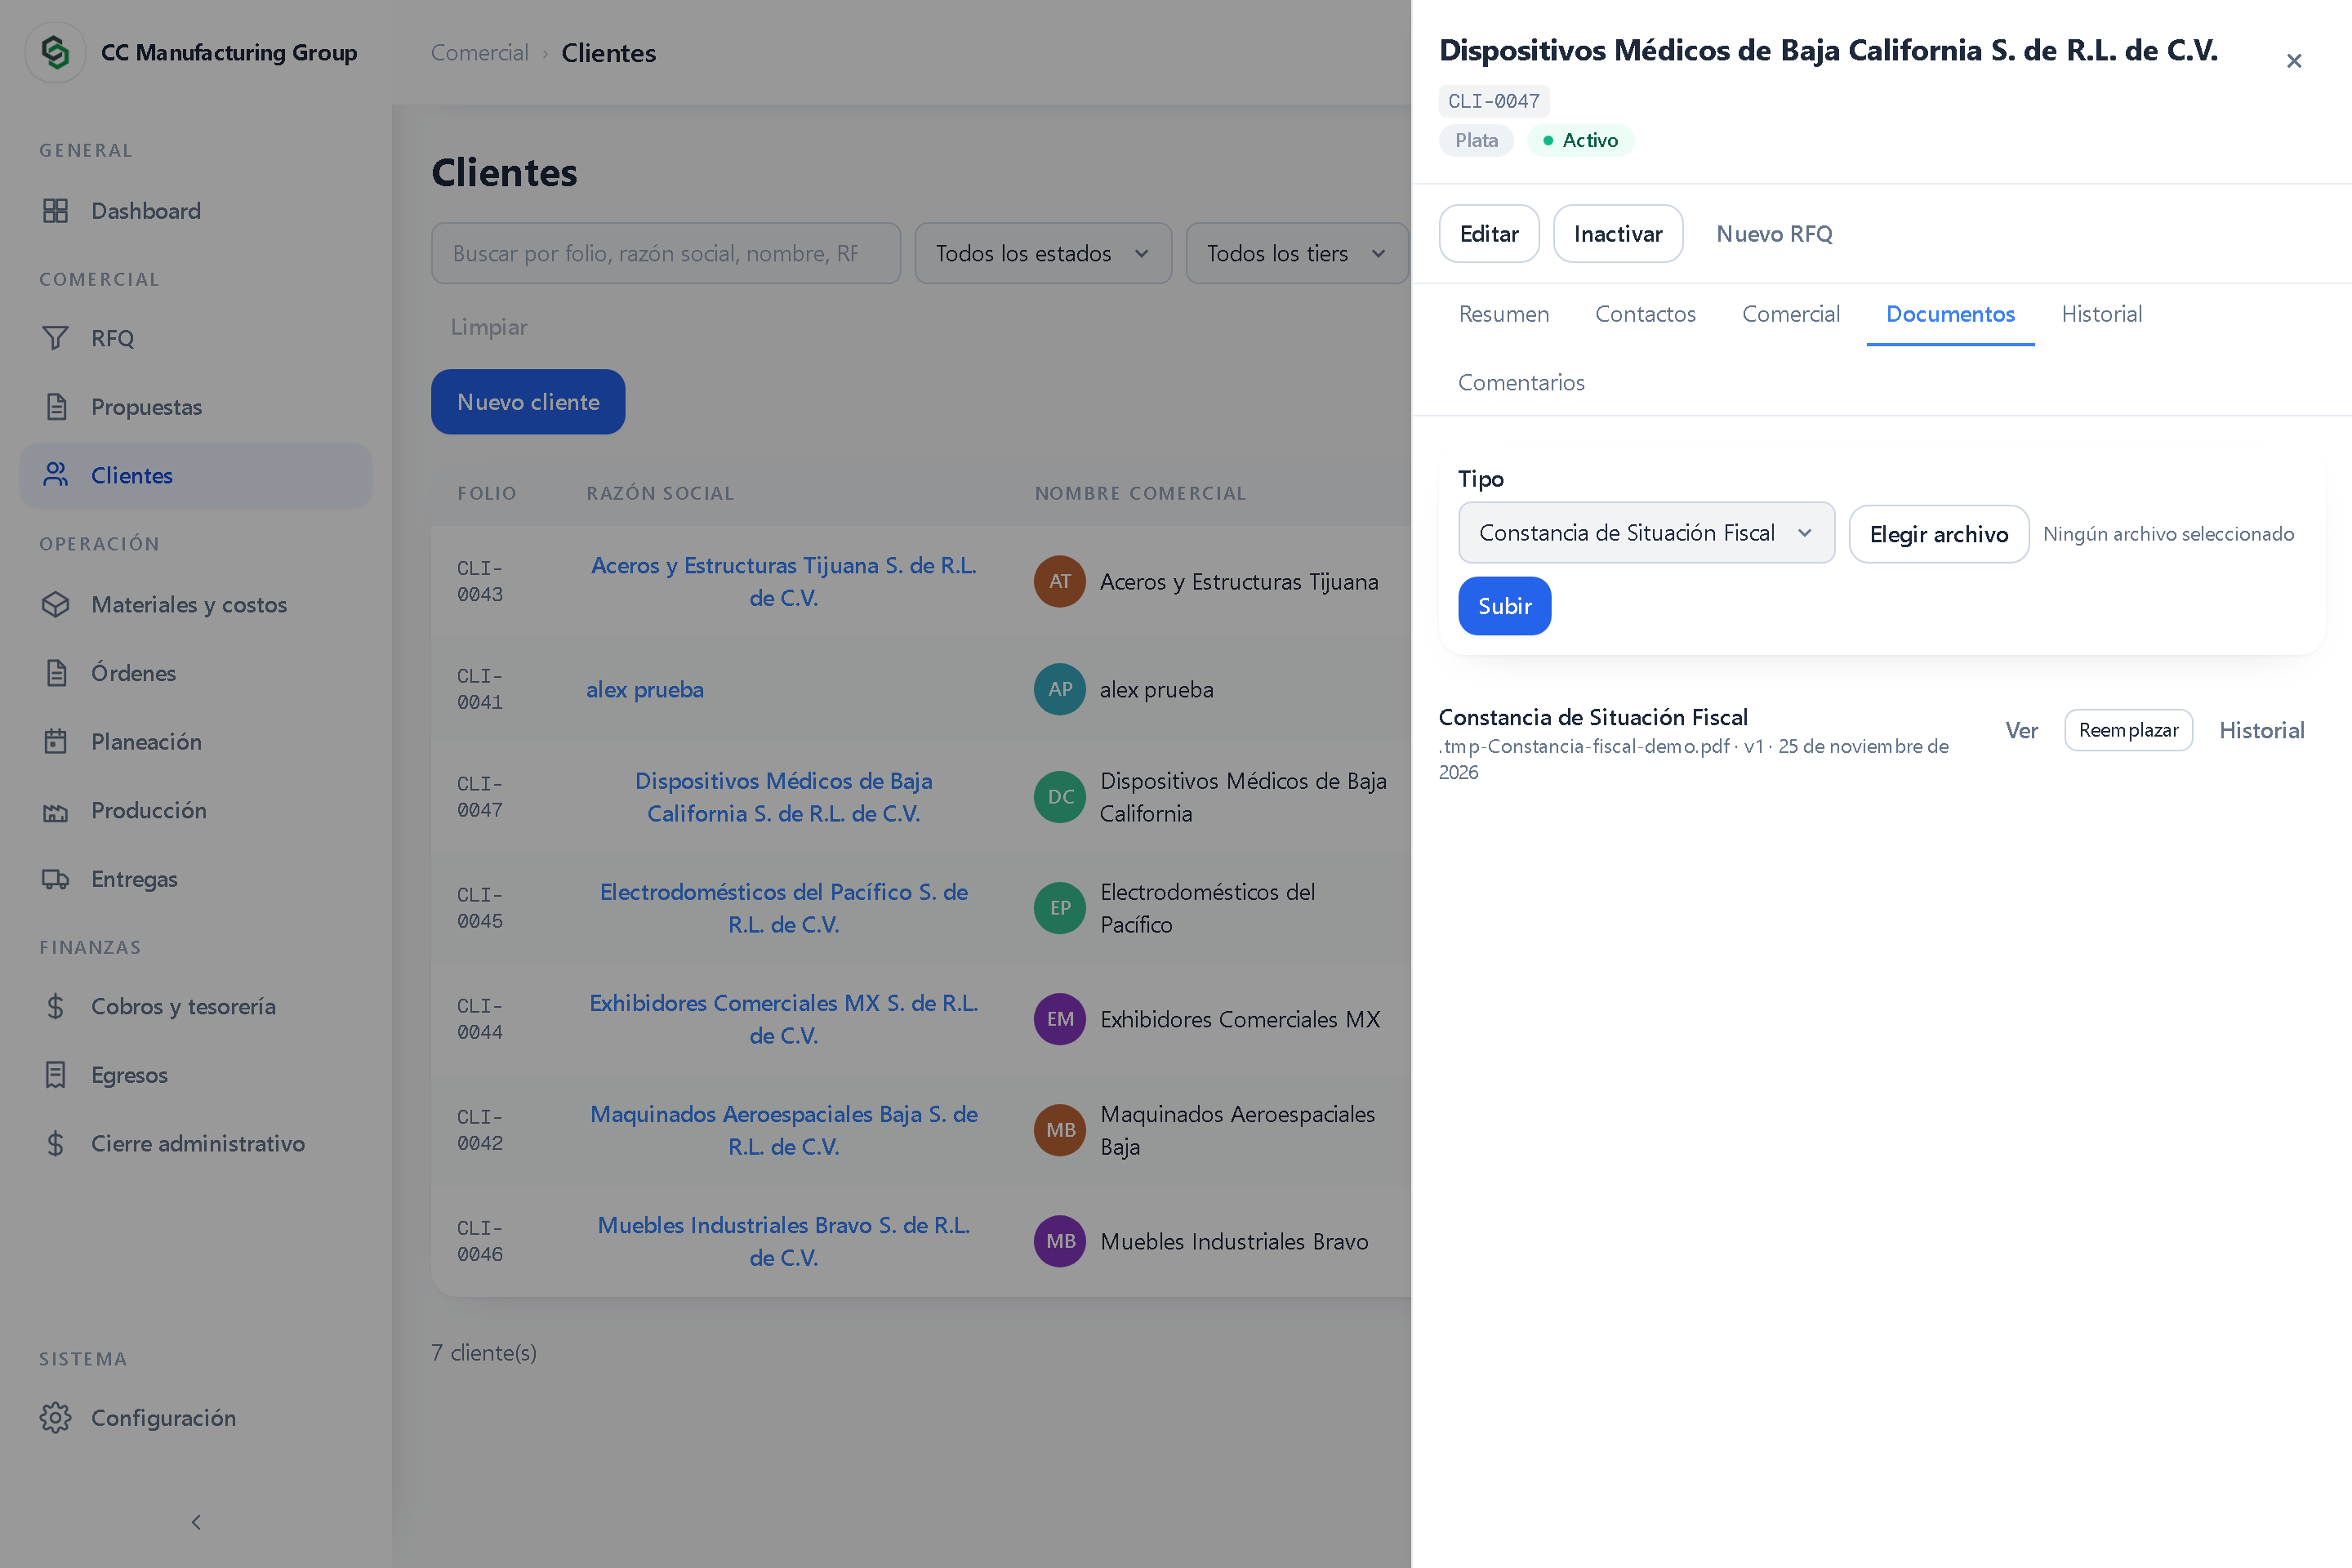 CC Manufacturing Group
GENERAL
Dashboard
COMERCIAL
RFQ
Propuestas
Clientes
OPERACIÓN
Materiales y costos
Órdenes
Planeación
Producción
Entregas
FINANZAS
Cobros y tesorería
Egresos
Cierre administrativo
SISTEMA
Configuración
Comercial › Clientes
Clientes
Buscar por folio, razón social, nombre, RF
Todos los estados
Todos los tiers
Limpiar
Nuevo cliente
FOLIO RAZÓN SOCIAL NOMBRE COMERCIAL
CLI-
0043
Aceros y Estructuras Tijuana S. de R.L.
de C.V.
AT Aceros y Estructuras Tijuana
CLI-
0041
alex prueba
AP alex prueba
CLI-
0047
Dispositivos Médicos de Baja
California S. de R.L. de C.V.
DC Dispositivos Médicos de Baja
California
CLI-
0045
Electrodomésticos del Pacífico S. de
R.L. de C.V.
EP Electrodomésticos del
Pacífico
CLI-
0044
Exhibidores Comerciales MX S. de R.L.
de C.V.
EM Exhibidores Comerciales MX
CLI-
0042
Maquinados Aeroespaciales Baja S. de
R.L. de C.V.
MB Maquinados Aeroespaciales
Baja
CLI-
0046
Muebles Industriales Bravo S. de R.L.
de C.V.
MB Muebles Industriales Bravo
7 cliente(s)
Dispositivos Médicos de Baja California S. de R.L. de C.V.
CLI-0047
Plata Activo
Editar Inactivar Nuevo RFQ
Resumen Contactos Comercial Documentos Historial
Comentarios
Tipo
Constancia de Situación Fiscal Elegir archivo Ningún archivo seleccionado
Subir
Constancia de Situación Fiscal
.tmp-Constancia-fiscal-demo.pdf · v1 · 25 de noviembre de
2026
Ver Reemplazar Historial